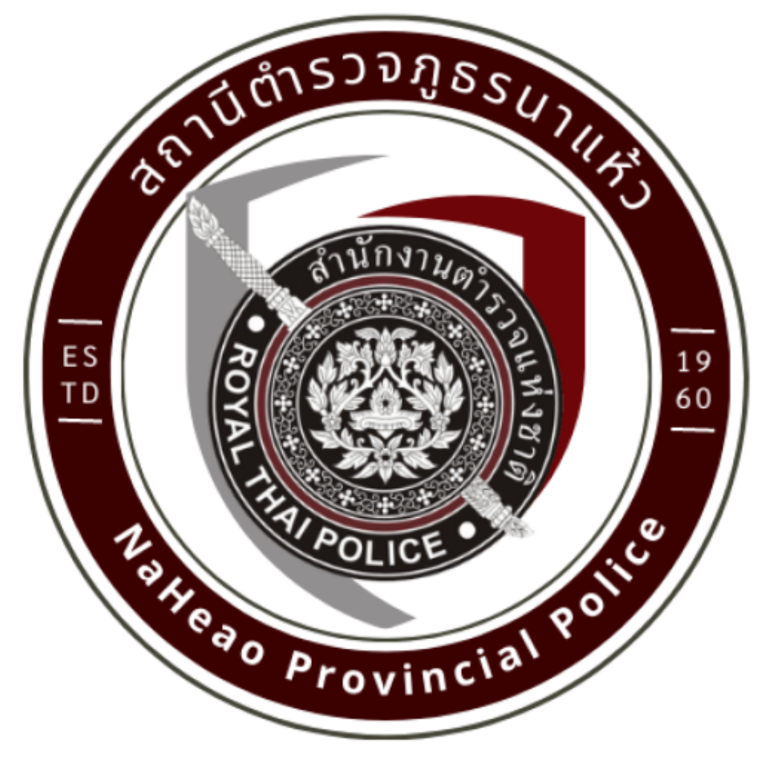 สถานีตำรวจภูธรนาแห้ว
ES
TD
19
60
สำนักงานตำรวจแห่งชาติ
ROYAL THAI POLICE
NaHeao Provincial Police